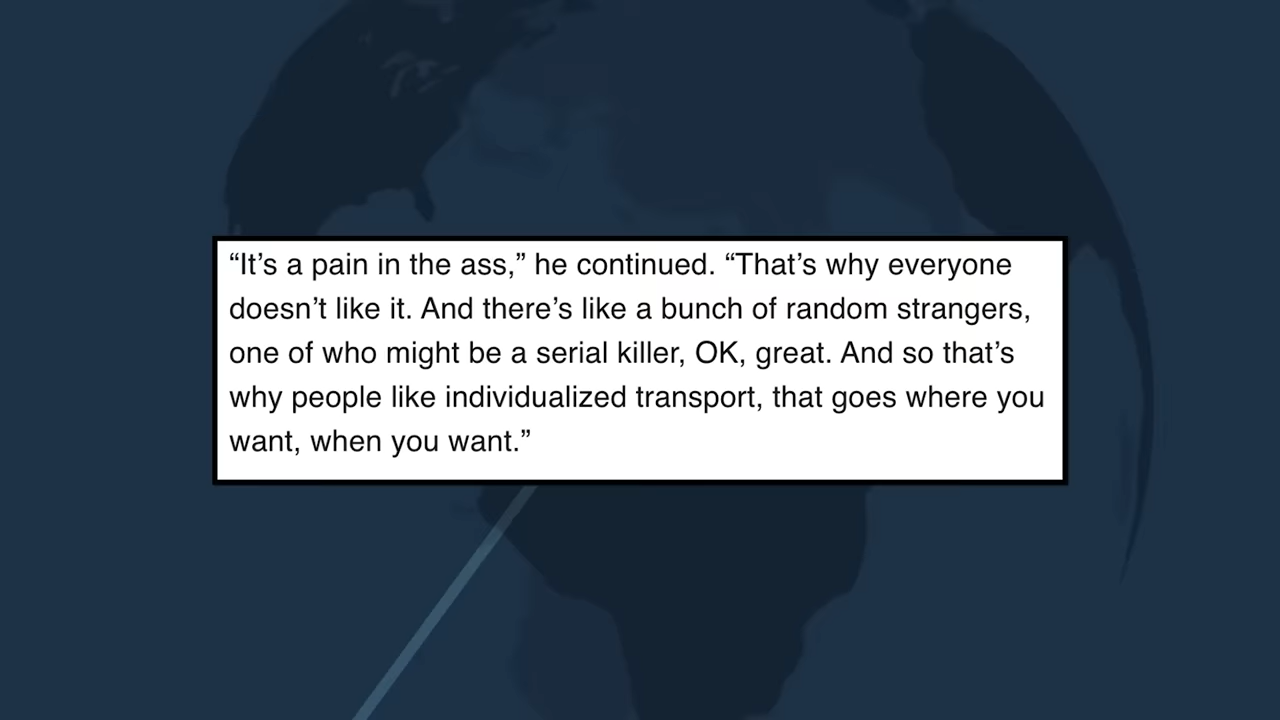 “It’s a pain in the ass,” he continued. “That’s why everyone
doesn’t like it. And there’s like a bunch of random strangers,
one of who might be a serial killer, OK, great. And so that’s
why people like individualized transport, that goes where you
want, when you want.”